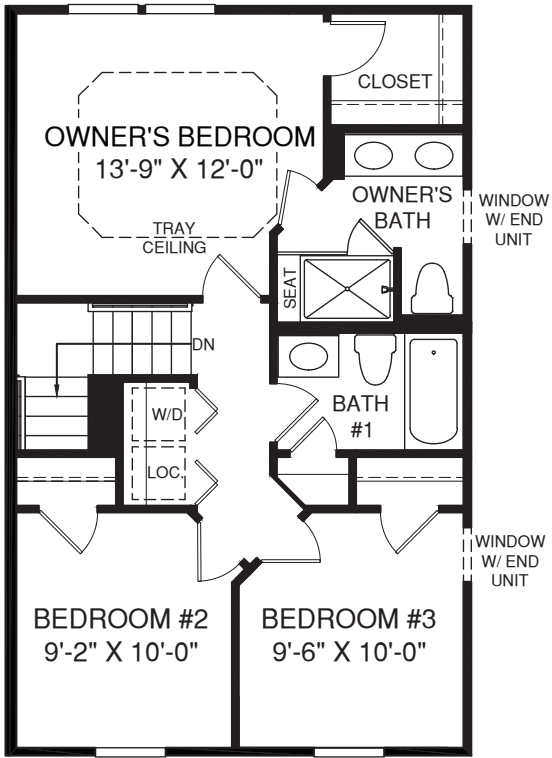 CLOSET
OWNER'S BEDROOM
13'-9" X 12'-0"
TRAY
CEILING
OWNER'S
BATH
WINDOW
W/ END
UNIT
SEAT
DN
W/D
LOC.
BATH
#1
WINDOW
W/ END
UNIT
BEDROOM #2
9'-2" X 10'-0"
BEDROOM #3
9'-6" X 10'-0"